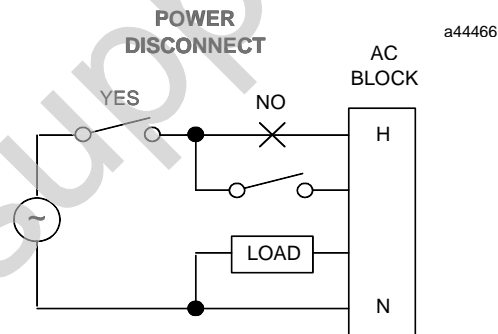 POWER
DISCONNECT
a44466
AC
BLOCK
YES
NO
H
~
LOAD
N